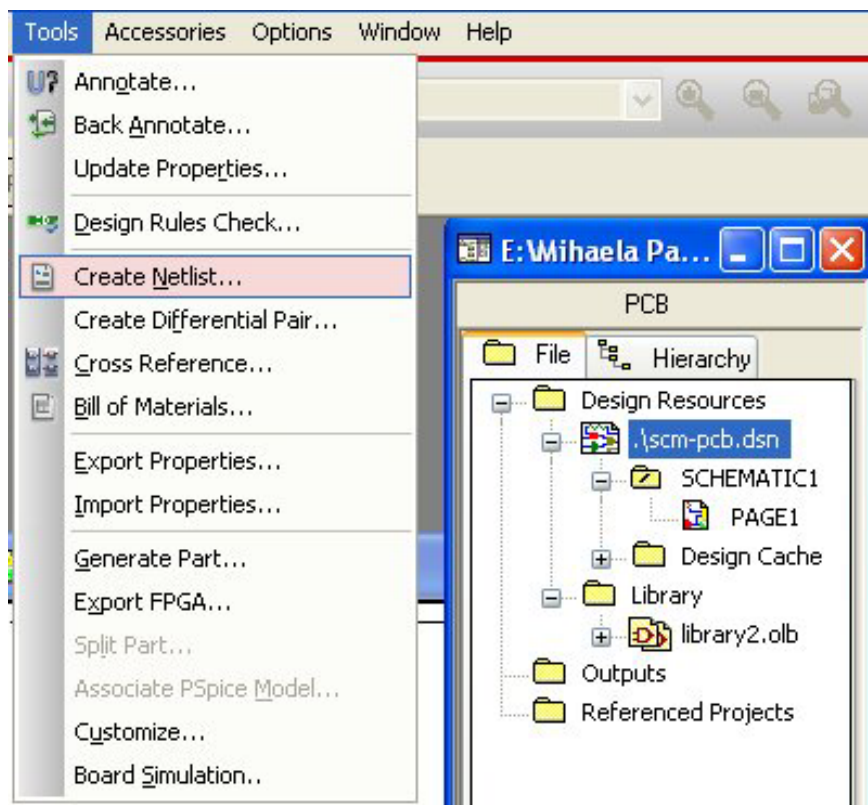 Tools Accessories Options Window Help
Annotate...
Back Annotate...
Update Properties...
Design Rules Check...
Create Netlist...
Create Differential Pair...
Cross Reference...
Bill of Materials...
Export Properties...
Import Properties...
Generate Part...
Export FPGA...
Split Part...
Associate PSpice Model...
Customize...
Board Simulation..
E:\Mihaela Pa...
PCB
File Hierarchy
Design Resources
.\scm-pcb.dsn
SCHEMATIC1
PAGE1
Design Cache
Library
library2.olb
Outputs
Referenced Projects